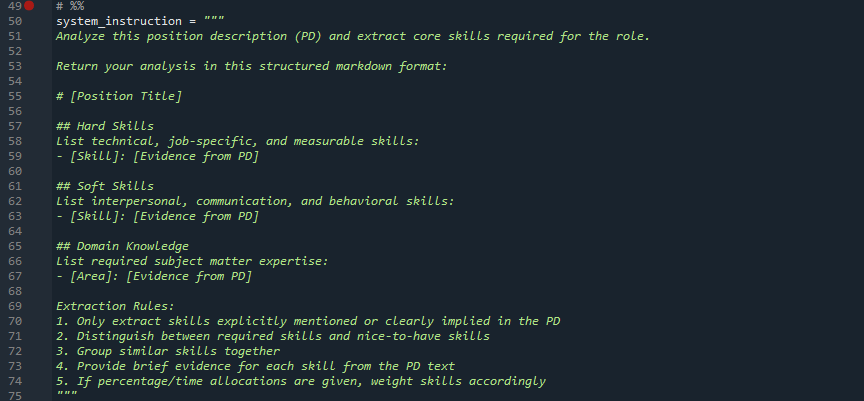 49 # %%
50 system_instruction = """
51 Analyze this position description (PD) and extract core skills required for the role.
52
53 Return your analysis in this structured markdown format:
54
55 # [Position Title]
56
57 ## Hard Skills
58 List technical, job-specific, and measurable skills:
59 - [Skill]: [Evidence from PD]
60
61 ## Soft Skills
62 List interpersonal, communication, and behavioral skills:
63 - [Skill]: [Evidence from PD]
64
65 ## Domain Knowledge
66 List required subject matter expertise:
67 - [Area]: [Evidence from PD]
68
69 Extraction Rules:
70 1. Only extract skills explicitly mentioned or clearly implied in the PD
71 2. Distinguish between required skills and nice-to-have skills
72 3. Group similar skills together
73 4. Provide brief evidence for each skill from the PD text
74 5. If percentage/time allocations are given, weight skills accordingly
75 """